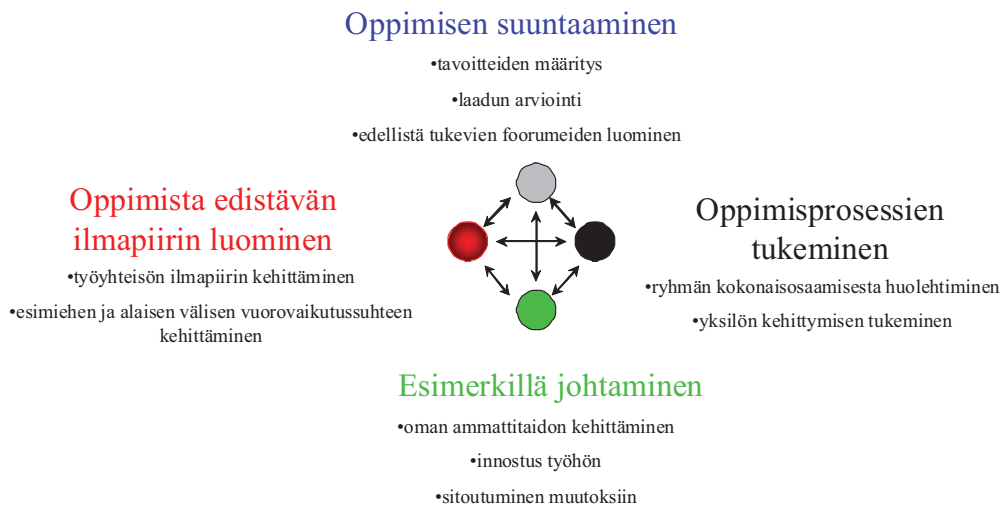 Oppimisen suuntaaminen
•tavoitteiden määritys
•laadun arviointi
•edellistä tukevien foorumeiden luominen
Oppimista edistävän
ilmapiirin luominen
•työyhteisön ilmapiirin kehittäminen
•esimiehen ja alaisen välisen vuorovaikutussuhteen
kehittäminen
Oppimisprosessien
tukeminen
•ryhmän kokonaisosaamisesta huolehtiminen
•yksilön kehittymisen tukeminen
Esimerkillä johtaminen
•oman ammattitaidon kehittäminen
•innostus työhön
•sitoutuminen muutoksiin